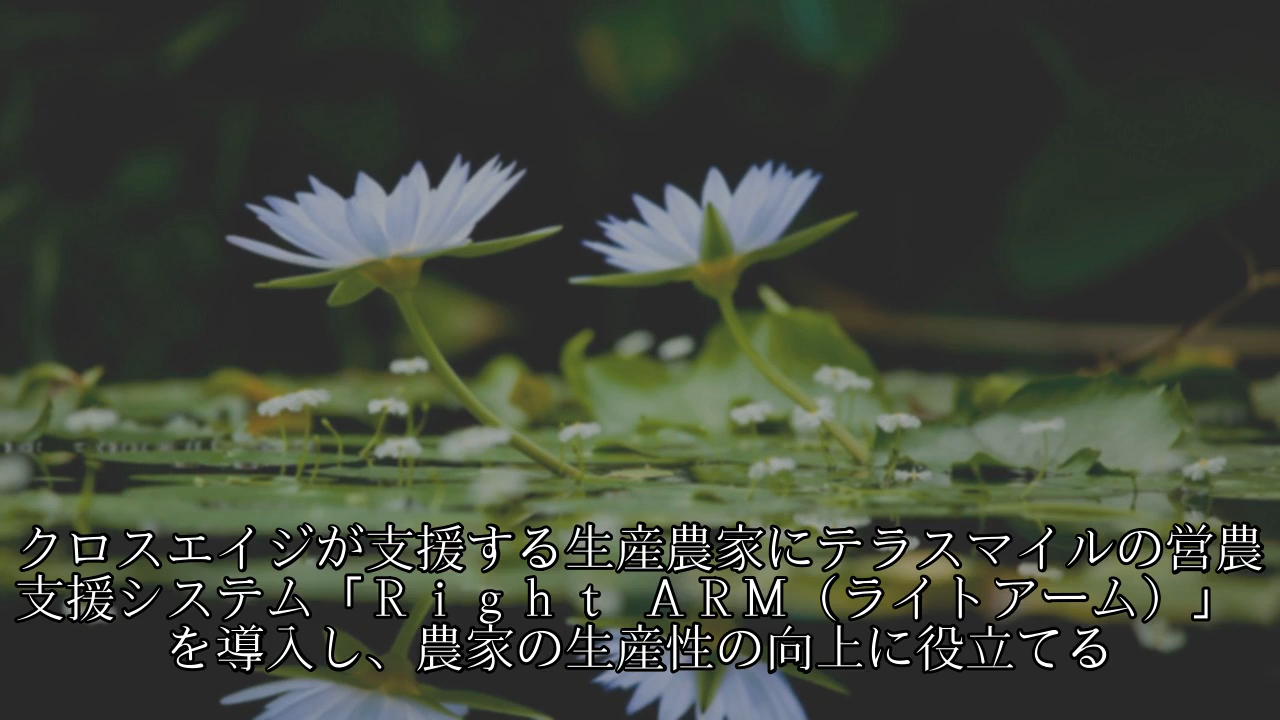 クロスエイジが支援する生産農家にテラスマイルの営農
支援システム「Ｒｉｇｈｔ　ＡＲＭ（ライトアーム）」
を導入し、農家の生産性の向上に役立てる